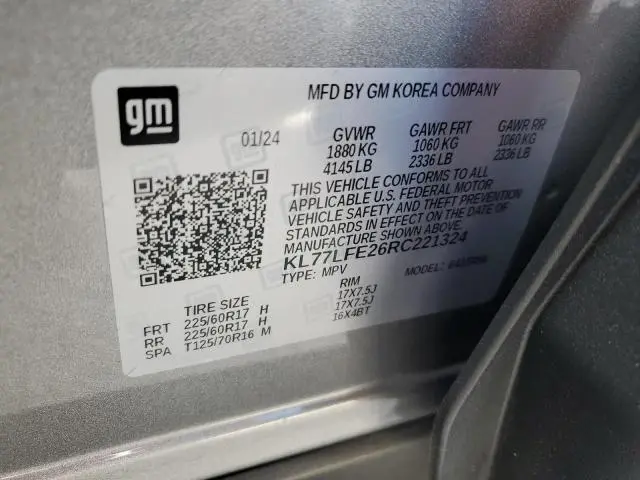 gm
MFD BY GM KOREA COMPANY
01/24 GVWR GAWR FRT GAWR RR
1880 KG 1060 KG 1060 KG
4145 LB 2336 LB 2336 LB
THIS VEHICLE CONFORMS TO ALL
APPLICABLE U.S. FEDERAL MOTOR
VEHICLE SAFETY AND THEFT PREVENTION
STANDARDS IN EFFECT ON THE DATE OF
MANUFACTURE SHOWN ABOVE.
KL77LFE26RC221324
TYPE: MPV MODEL:
TIRE SIZE RIM
FRT 225/60R17 H 17X7.5J
RR 225/60R17 H 17X7.5J
SPA T125/70R16 M 16X4BT